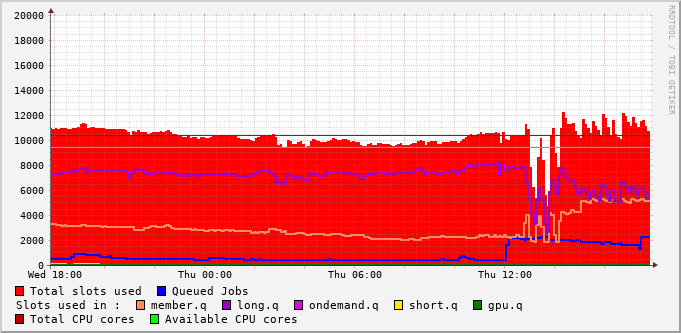 20000
18000
16000
14000
12000
10000
8000
6000
4000
2000
0
Wed 18:00 Thu 00:00 Thu 06:00 Thu 12:00
Total slots used Queued Jobs
Slots used in : member.q long.q ondemand.q short.q gpu.q
Total CPU cores Available CPU cores
RRDTOOL / TOBI OETIKER